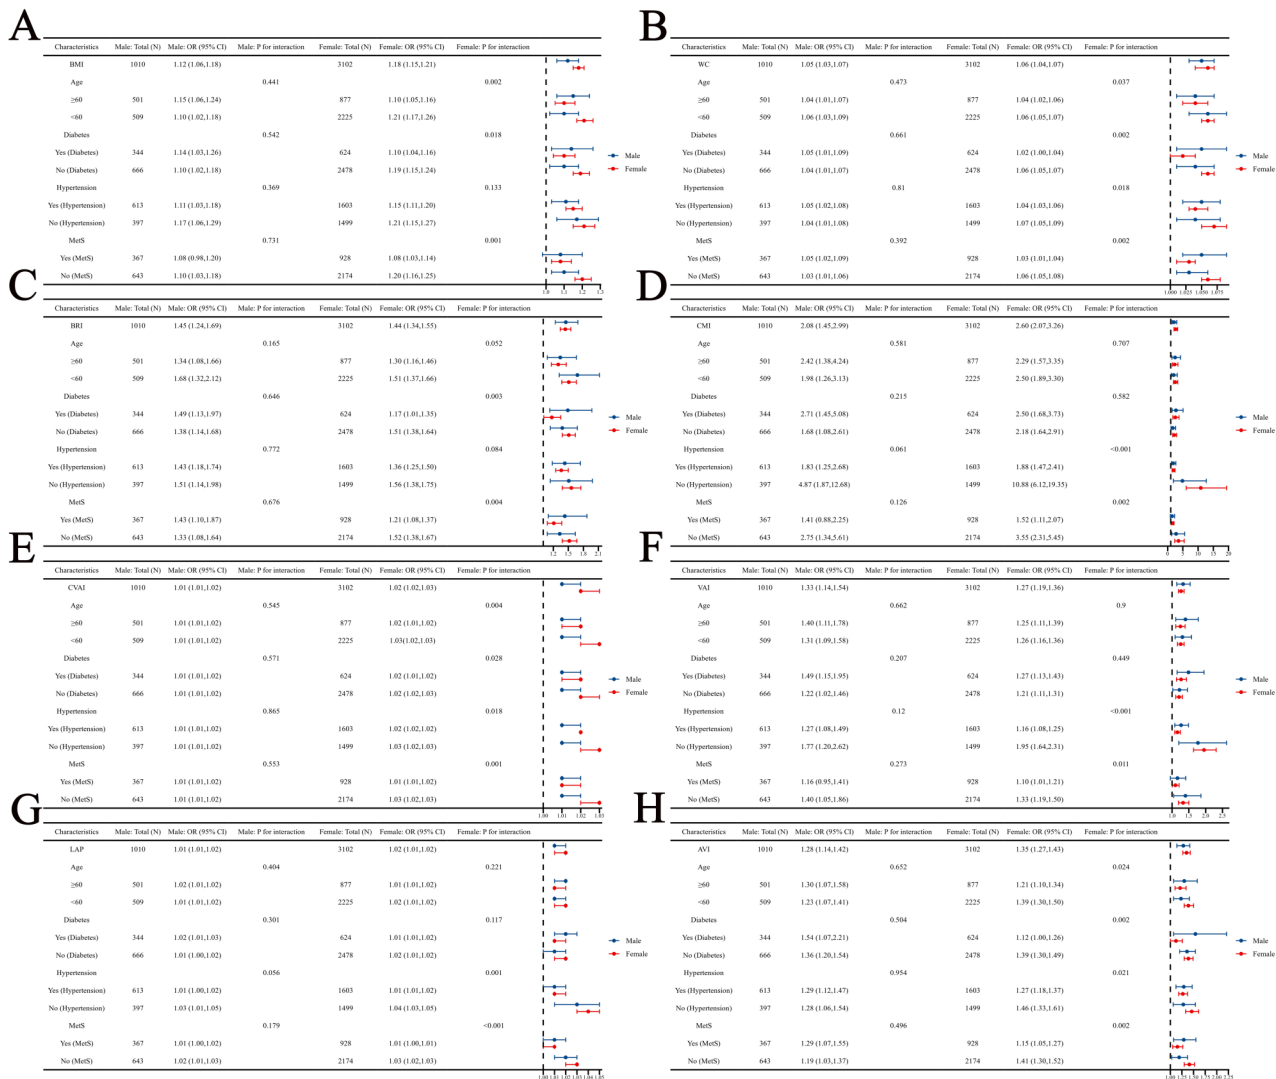 A
Characteristics Male: Total (N) Male: OR (95% CI) Male: P for interaction Female: Total (N) Female: OR (95% CI) Female: P for interaction
BMI 1010 1.12 (1.06,1.18) 3102 1.18 (1.15,1.21)
Age 0.441 0.002
≥60 501 1.15 (1.06,1.24) 877 1.10 (1.05,1.16)
<60 509 1.10 (1.02,1.18) 2225 1.21 (1.17,1.26)
Diabetes 0.542 0.018
Yes (Diabetes) 344 1.14 (1.03,1.26) 624 1.10 (1.04,1.16)
No (Diabetes) 666 1.10 (1.02,1.18) 2478 1.19 (1.15,1.24)
Hypertension 0.369 0.133
Yes (Hypertension) 613 1.11 (1.03,1.18) 1603 1.15 (1.11,1.20)
No (Hypertension) 397 1.17 (1.06,1.29) 1499 1.21 (1.15,1.27)
MetS 0.731 0.001
Yes (MetS) 367 1.08 (0.98,1.20) 928 1.08 (1.03,1.14)
No (MetS) 643 1.10 (1.03,1.18) 2174 1.20 (1.16,1.25)
Male
Female
1.0 1.1 1.2 1.3
B
Characteristics Male: Total (N) Male: OR (95% CI) Male: P for interaction Female: Total (N) Female: OR (95% CI) Female: P for interaction
WC 1010 1.05 (1.03,1.07) 3102 1.06 (1.04,1.07)
Age 0.473 0.037
≥60 501 1.04 (1.01,1.07) 877 1.04 (1.02,1.06)
<60 509 1.06 (1.03,1.09) 2225 1.06 (1.05,1.07)
Diabetes 0.661 0.002
Yes (Diabetes) 344 1.05 (1.01,1.09) 624 1.02 (1.00,1.04)
No (Diabetes) 666 1.04 (1.01,1.07) 2478 1.06 (1.05,1.07)
Hypertension 0.81 0.018
Yes (Hypertension) 613 1.05 (1.02,1.08) 1603 1.04 (1.03,1.06)
No (Hypertension) 397 1.04 (1.01,1.08) 1499 1.07 (1.05,1.09)
MetS 0.392 0.002
Yes (MetS) 367 1.05 (1.02,1.09) 928 1.03 (1.01,1.04)
No (MetS) 643 1.03 (1.01,1.06) 2174 1.06 (1.05,1.08)
Male
Female
1.000 1.025 1.050 1.075
C
Characteristics Male: Total (N) Male: OR (95% CI) Male: P for interaction Female: Total (N) Female: OR (95% CI) Female: P for interaction
BRI 1010 1.45 (1.24,1.69) 3102 1.44 (1.34,1.55)
Age 0.165 0.052
≥60 501 1.34 (1.08,1.66) 877 1.30 (1.16,1.46)
<60 509 1.68 (1.32,2.12) 2225 1.51 (1.37,1.66)
Diabetes 0.646 0.003
Yes (Diabetes) 344 1.49 (1.13,1.97) 624 1.17 (1.01,1.35)
No (Diabetes) 666 1.38 (1.14,1.68) 2478 1.51 (1.38,1.64)
Hypertension 0.772 0.084
Yes (Hypertension) 613 1.43 (1.18,1.74) 1603 1.36 (1.25,1.50)
No (Hypertension) 397 1.51 (1.14,1.98) 1499 1.56 (1.38,1.75)
MetS 0.676 0.004
Yes (MetS) 367 1.43 (1.10,1.87) 928 1.21 (1.08,1.37)
No (MetS) 643 1.33 (1.08,1.64) 2174 1.52 (1.38,1.67)
Male
Female
1.2 1.5 1.8 2.1
D
Characteristics Male: Total (N) Male: OR (95% CI) Male: P for interaction Female: Total (N) Female: OR (95% CI) Female: P for interaction
CMI 1010 2.08 (1.45,2.99) 3102 2.60 (2.07,3.26)
Age 0.581 0.707
≥60 501 2.42 (1.38,4.24) 877 2.29 (1.57,3.35)
<60 509 1.98 (1.26,3.13) 2225 2.50 (1.89,3.30)
Diabetes 0.215 0.582
Yes (Diabetes) 344 2.71 (1.45,5.08) 624 2.50 (1.68,3.73)
No (Diabetes) 666 1.68 (1.08,2.61) 2478 2.18 (1.64,2.91)
Hypertension 0.061 <0.001
Yes (Hypertension) 613 1.83 (1.25,2.68) 1603 1.88 (1.47,2.41)
No (Hypertension) 397 4.87 (1.87,12.68) 1499 10.88 (6.12,19.35)
MetS 0.126 0.002
Yes (MetS) 367 1.41 (0.88,2.25) 928 1.52 (1.11,2.07)
No (MetS) 643 2.75 (1.34,5.61) 2174 3.55 (2.31,5.45)
Male
Female
0 5 10 15 20
E
Characteristics Male: Total (N) Male: OR (95% CI) Male: P for interaction Female: Total (N) Female: OR (95% CI) Female: P for interaction
CVAI 1010 1.01 (1.01,1.02) 3102 1.02 (1.02,1.03)
Age 0.545 0.004
≥60 501 1.01 (1.01,1.02) 877 1.02 (1.01,1.02)
<60 509 1.01 (1.01,1.02) 2225 1.03(1.02,1.03)
Diabetes 0.571 0.028
Yes (Diabetes) 344 1.01 (1.01,1.02) 624 1.02 (1.01,1.02)
No (Diabetes) 666 1.01 (1.01,1.02) 2478 1.02 (1.02,1.03)
Hypertension 0.865 0.018
Yes (Hypertension) 613 1.01 (1.01,1.02) 1603 1.02 (1.02,1.02)
No (Hypertension) 397 1.01 (1.01,1.02) 1499 1.03 (1.02,1.03)
MetS 0.553 0.001
Yes (MetS) 367 1.01 (1.01,1.02) 928 1.01 (1.01,1.02)
No (MetS) 643 1.01 (1.01,1.02) 2174 1.03 (1.02,1.03)
Male
Female
1.00 1.01 1.02 1.03
F
Characteristics Male: Total (N) Male: OR (95% CI) Male: P for interaction Female: Total (N) Female: OR (95% CI) Female: P for interaction
VAI 1010 1.33 (1.14,1.54) 3102 1.27 (1.19,1.36)
Age 0.662 0.9
≥60 501 1.40 (1.11,1.78) 877 1.25 (1.11,1.39)
<60 509 1.31 (1.09,1.58) 2225 1.26 (1.16,1.36)
Diabetes 0.207 0.449
Yes (Diabetes) 344 1.49 (1.15,1.95) 624 1.27 (1.13,1.43)
No (Diabetes) 666 1.22 (1.02,1.46) 2478 1.21 (1.11,1.31)
Hypertension 0.12 <0.001
Yes (Hypertension) 613 1.27 (1.08,1.49) 1603 1.16 (1.08,1.25)
No (Hypertension) 397 1.77 (1.20,2.62) 1499 1.95 (1.64,2.31)
MetS 0.273 0.011
Yes (MetS) 367 1.16 (0.95,1.41) 928 1.10 (1.01,1.21)
No (MetS) 643 1.40 (1.05,1.86) 2174 1.33 (1.19,1.50)
Male
Female
1.0 1.5 2.0 2.5
G
Characteristics Male: Total (N) Male: OR (95% CI) Male: P for interaction Female: Total (N) Female: OR (95% CI) Female: P for interaction
LAP 1010 1.01 (1.01,1.02) 3102 1.02 (1.01,1.02)
Age 0.404 0.221
≥60 501 1.02 (1.01,1.02) 877 1.01 (1.01,1.02)
<60 509 1.01 (1.01,1.02) 2225 1.02 (1.01,1.02)
Diabetes 0.301 0.117
Yes (Diabetes) 344 1.02 (1.01,1.03) 624 1.01 (1.01,1.02)
No (Diabetes) 666 1.01 (1.00,1.02) 2478 1.02 (1.01,1.02)
Hypertension 0.056 0.001
Yes (Hypertension) 613 1.01 (1.00,1.02) 1603 1.01 (1.01,1.02)
No (Hypertension) 397 1.03 (1.01,1.05) 1499 1.04 (1.03,1.05)
MetS 0.179 <0.001
Yes (MetS) 367 1.01 (1.00,1.02) 928 1.01 (1.00,1.01)
No (MetS) 643 1.02 (1.01,1.03) 2174 1.03 (1.02,1.03)
Male
Female
1.00 1.01 1.02 1.03 1.04 1.05
H
Characteristics Male: Total (N) Male: OR (95% CI) Male: P for interaction Female: Total (N) Female: OR (95% CI) Female: P for interaction
AVI 1010 1.28 (1.14,1.42) 3102 1.35 (1.27,1.43)
Age 0.652 0.024
≥60 501 1.30 (1.07,1.58) 877 1.21 (1.10,1.34)
<60 509 1.23 (1.07,1.41) 2225 1.39 (1.30,1.50)
Diabetes 0.504 0.002
Yes (Diabetes) 344 1.54 (1.07,2.21) 624 1.12 (1.00,1.26)
No (Diabetes) 666 1.36 (1.20,1.54) 2478 1.39 (1.30,1.49)
Hypertension 0.954 0.021
Yes (Hypertension) 613 1.29 (1.12,1.47) 1603 1.27 (1.18,1.37)
No (Hypertension) 397 1.28 (1.06,1.54) 1499 1.46 (1.33,1.61)
MetS 0.496 0.002
Yes (MetS) 367 1.29 (1.07,1.55) 928 1.15 (1.05,1.27)
No (MetS) 643 1.19 (1.03,1.37) 2174 1.41 (1.30,1.52)
Male
Female
1.00 1.25 1.50 1.75 2.00 2.25